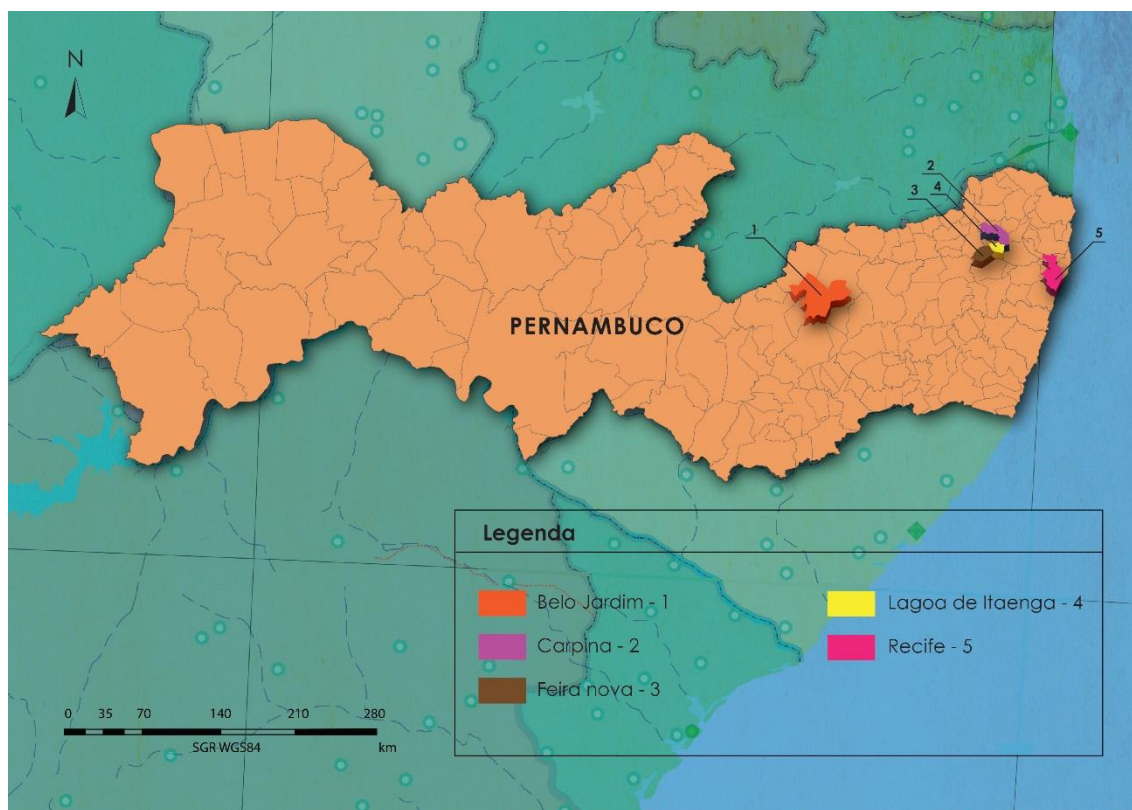 N
2
4
3
1
5
PERNAMBUCO
Legenda
Belo Jardim - 1
Lagoa de Itaenga - 4
Carpina - 2
Recife - 5
Feira nova - 3
0 35 70 140 210 280
SGR WGS84 km